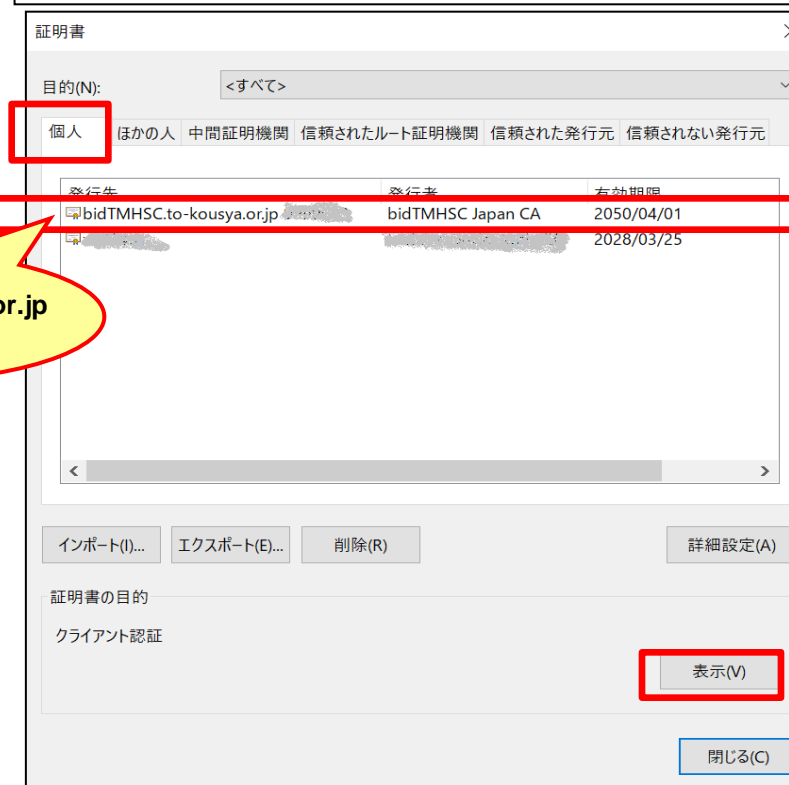 証明書
目的(N): <すべて>
個人 ほかの人 中間証明機関 信頼されたルート証明機関 信頼された発行元 信頼されない発行元
発行先 発行者 有効期限
bidTMHSC.to-kousya.or.jp bidTMHSC Japan CA 2050/04/01
2028/03/25
or.jp
インポート(I)... エクスポート(E)... 削除(R) 詳細設定(A)
証明書の目的
クライアント認証
表示(V)
閉じる(C)